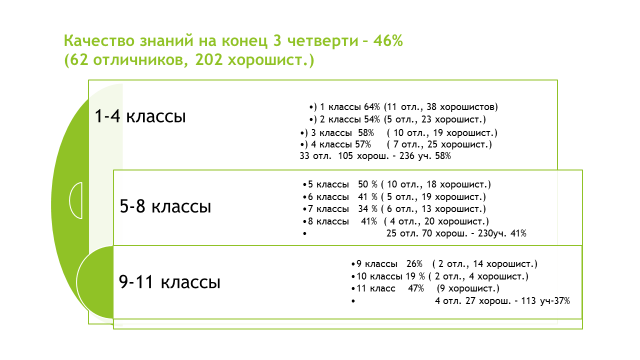 Качество знаний на конец 3 четверти – 46%
(62 отличников, 202 хорошист.)
1-4 классы
•) 1 классы 64% (11 отл., 38 хорошистов)
•) 2 классы 54% (5 отл., 23 хорошист.)
•) 3 классы 58% ( 10 отл., 19 хорошист.)
•) 4 классы 57% ( 7 отл., 25 хорошист.)
33 отл. 105 хорош. – 236 уч. 58%
5-8 классы
•5 классы 50 % ( 10 отл., 18 хорошист.)
•6 классы 41 % ( 5 отл., 19 хорошист.)
•7 классы 34 % ( 6 отл., 13 хорошист.)
•8 классы 41% ( 4 отл., 20 хорошист.)
• 25 отл. 70 хорош. – 230уч. 41%
9-11 классы
•9 классы 26% ( 2 отл., 14 хорошист.)
•10 классы 19 % ( 2 отл., 4 хорошист.)
•11 класс 47% (9 хорошист.)
• 4 отл. 27 хорош. – 113 уч-37%